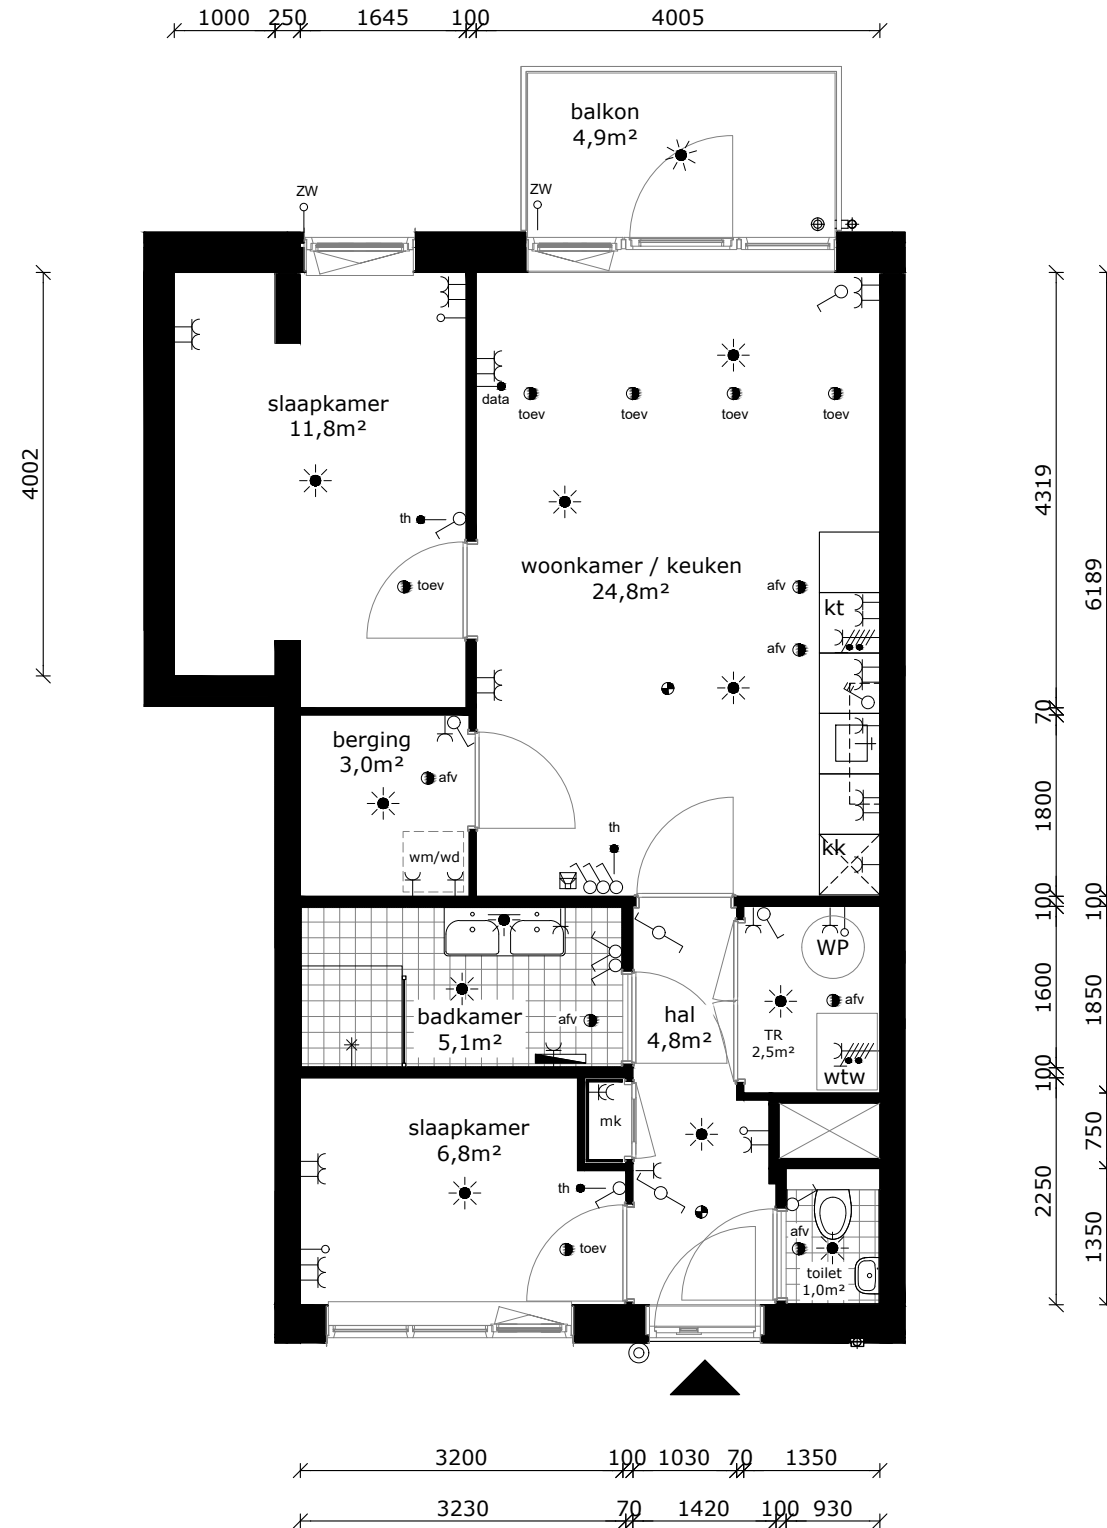 1000 250 1645 100 4005
balkon
4,9m²
ZW
ZW
slaapkamer
11,8m²
data
toev
toev
toev
toev
4002
4319
6189
th
toev
woonkamer / keuken
24,8m²
afv
kt
afv
berging
3,0m²
afv
wm/wd
th
kk
70
1800
100
100
WP
hal
4,8m²
afv
TR
2,5m²
wtw
badkamer
5,1m²
afv
1600
1850
100
slaapkamer
6,8m²
mk
th
toev
750
2250
1350
afv
toilet
1,0m²
3200 100 1030 70 1350
3230 70 1420 100 930